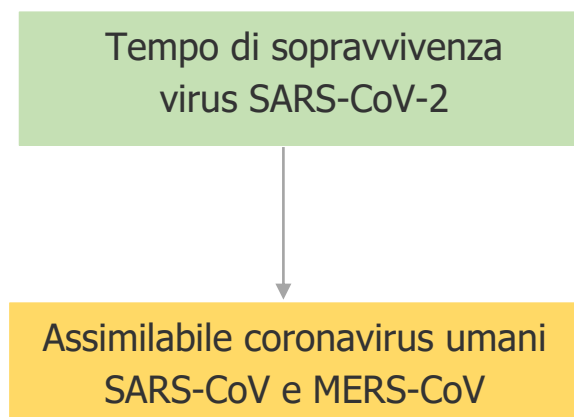 Tempo di sopravvivenza
virus SARS-CoV-2
Assimilabile coronavirus umani
SARS-CoV e MERS-CoV